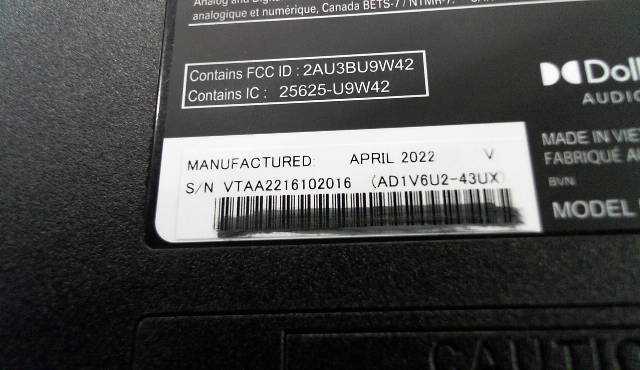 analogique et numérique, Canada BETS-7 / NTMR-7.
Contains FCC ID : 2AU3BU9W42
Contains IC : 25625-U9W42
AUDIO
MANUFACTURED: APRIL 2022 V
S/N VTAA2216102016 (AD1V6U2-43UX)
MADE IN
FABRIQUÉ
BVN
MODEL